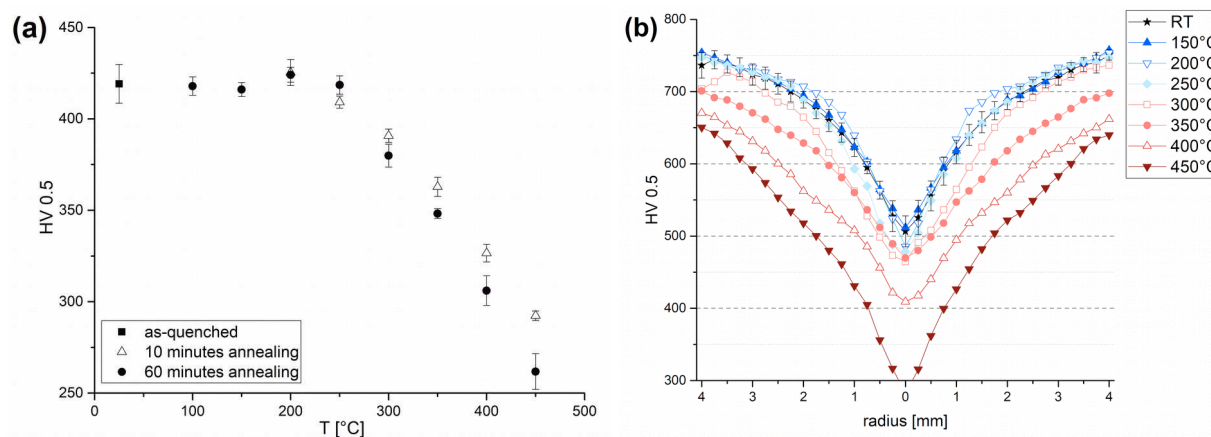 (a)
450
400
350
300
250
HV 0.5
0 100 200 300 400 500
T [°C]
as-quenched
10 minutes annealing
60 minutes annealing
(b)
800
700
600
500
400
300
HV 0.5
4 3 2 1 0 1 2 3 4
radius [mm]
RT
150°C
200°C
250°C
300°C
350°C
400°C
450°C